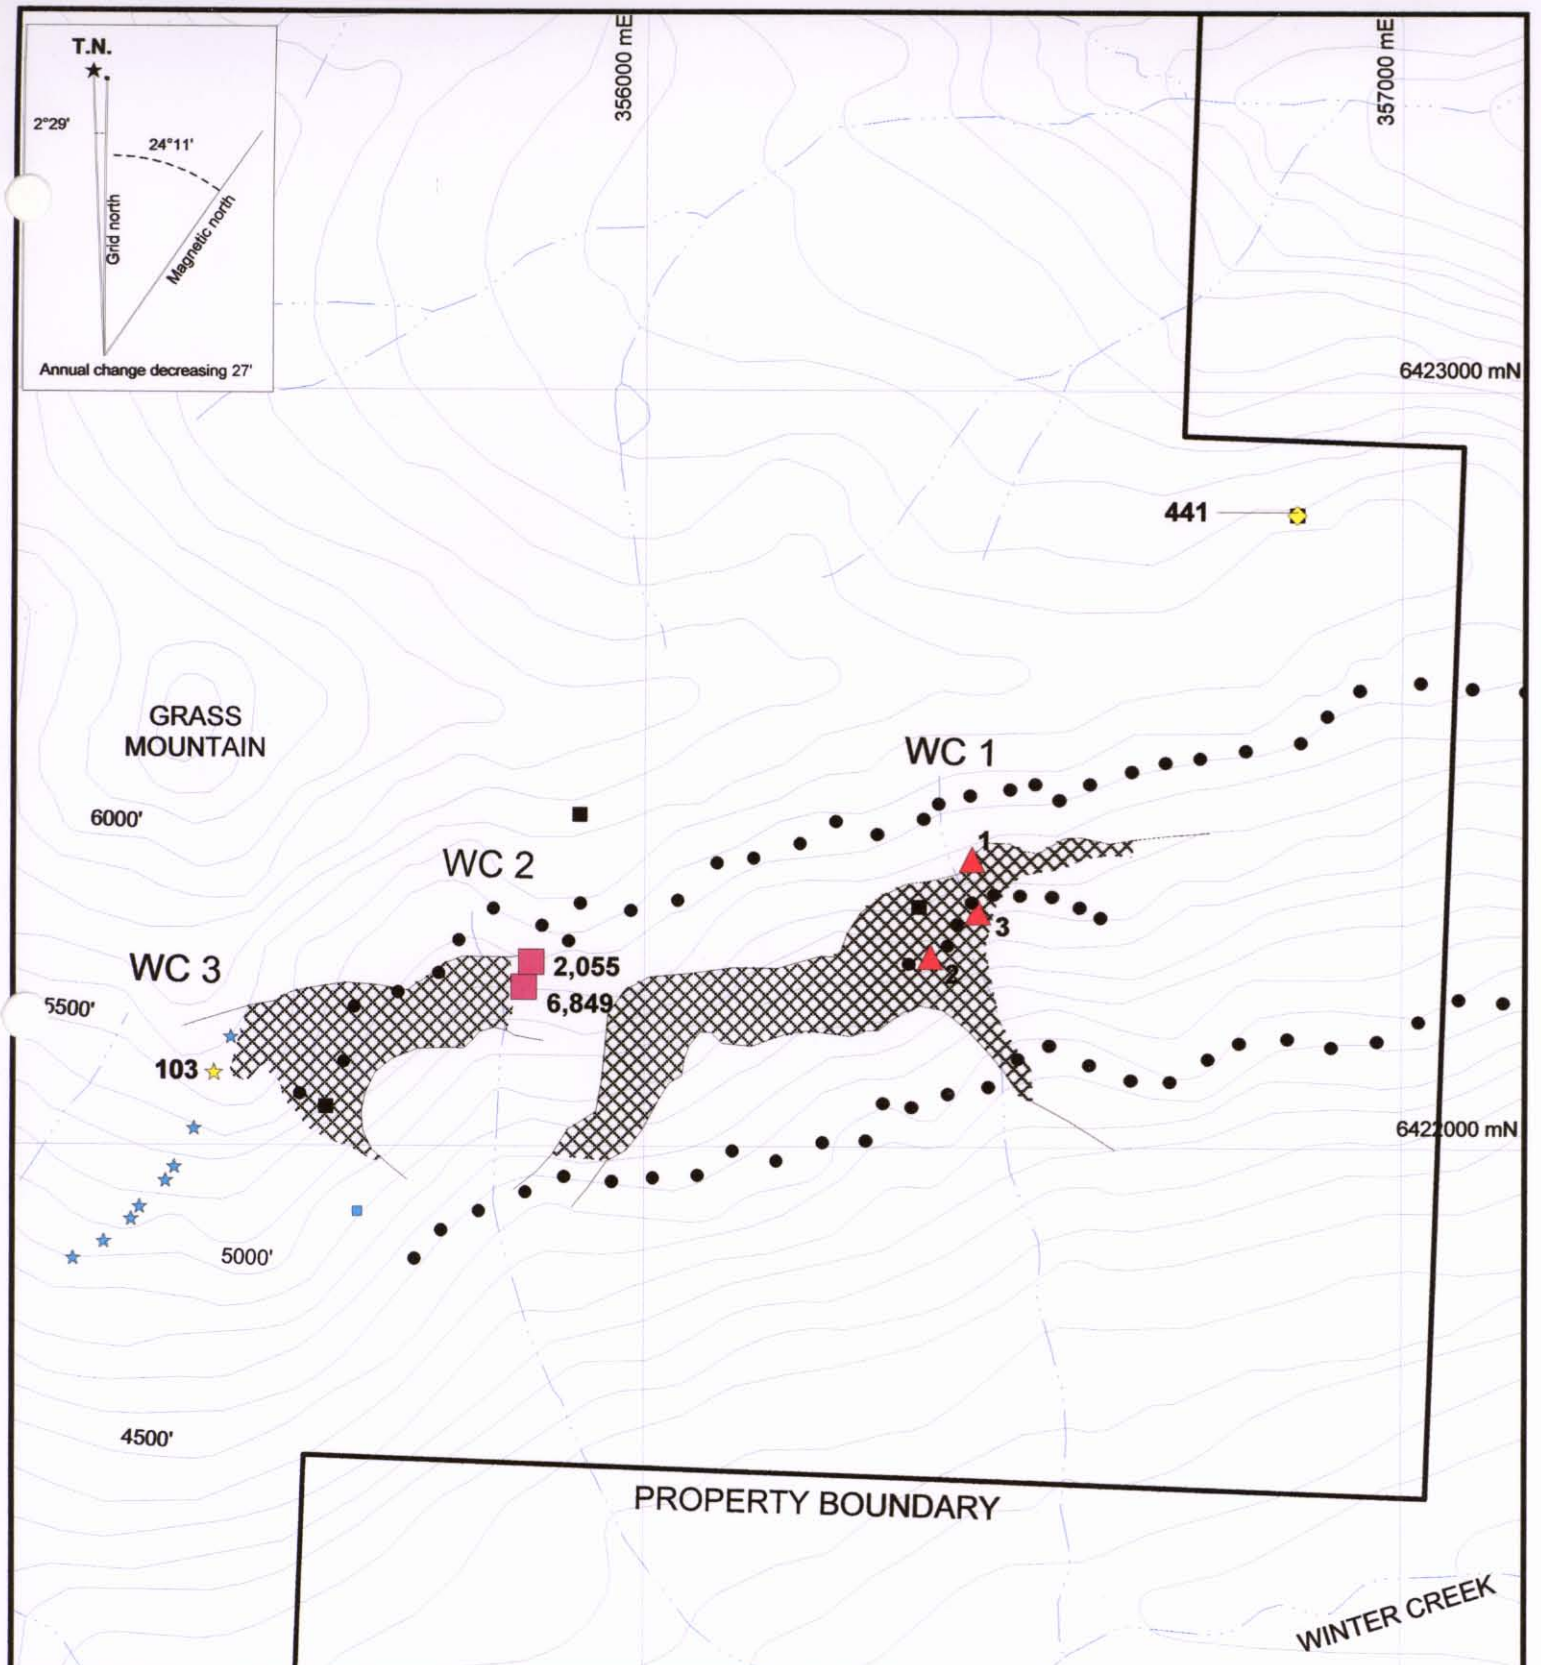 T.N.
2°29'
24°11'
Grid north
Magnetic north
Annual change decreasing 27'
356000 mE
357000 mE
6423000 mN
441
GRASS
MOUNTAIN
6000'
WC 1
1
WC 2
3
2
2,055
WC 3
6,849
5500'
103
6422000 mN
5000'
4500'
PROPERTY BOUNDARY
WINTER CREEK